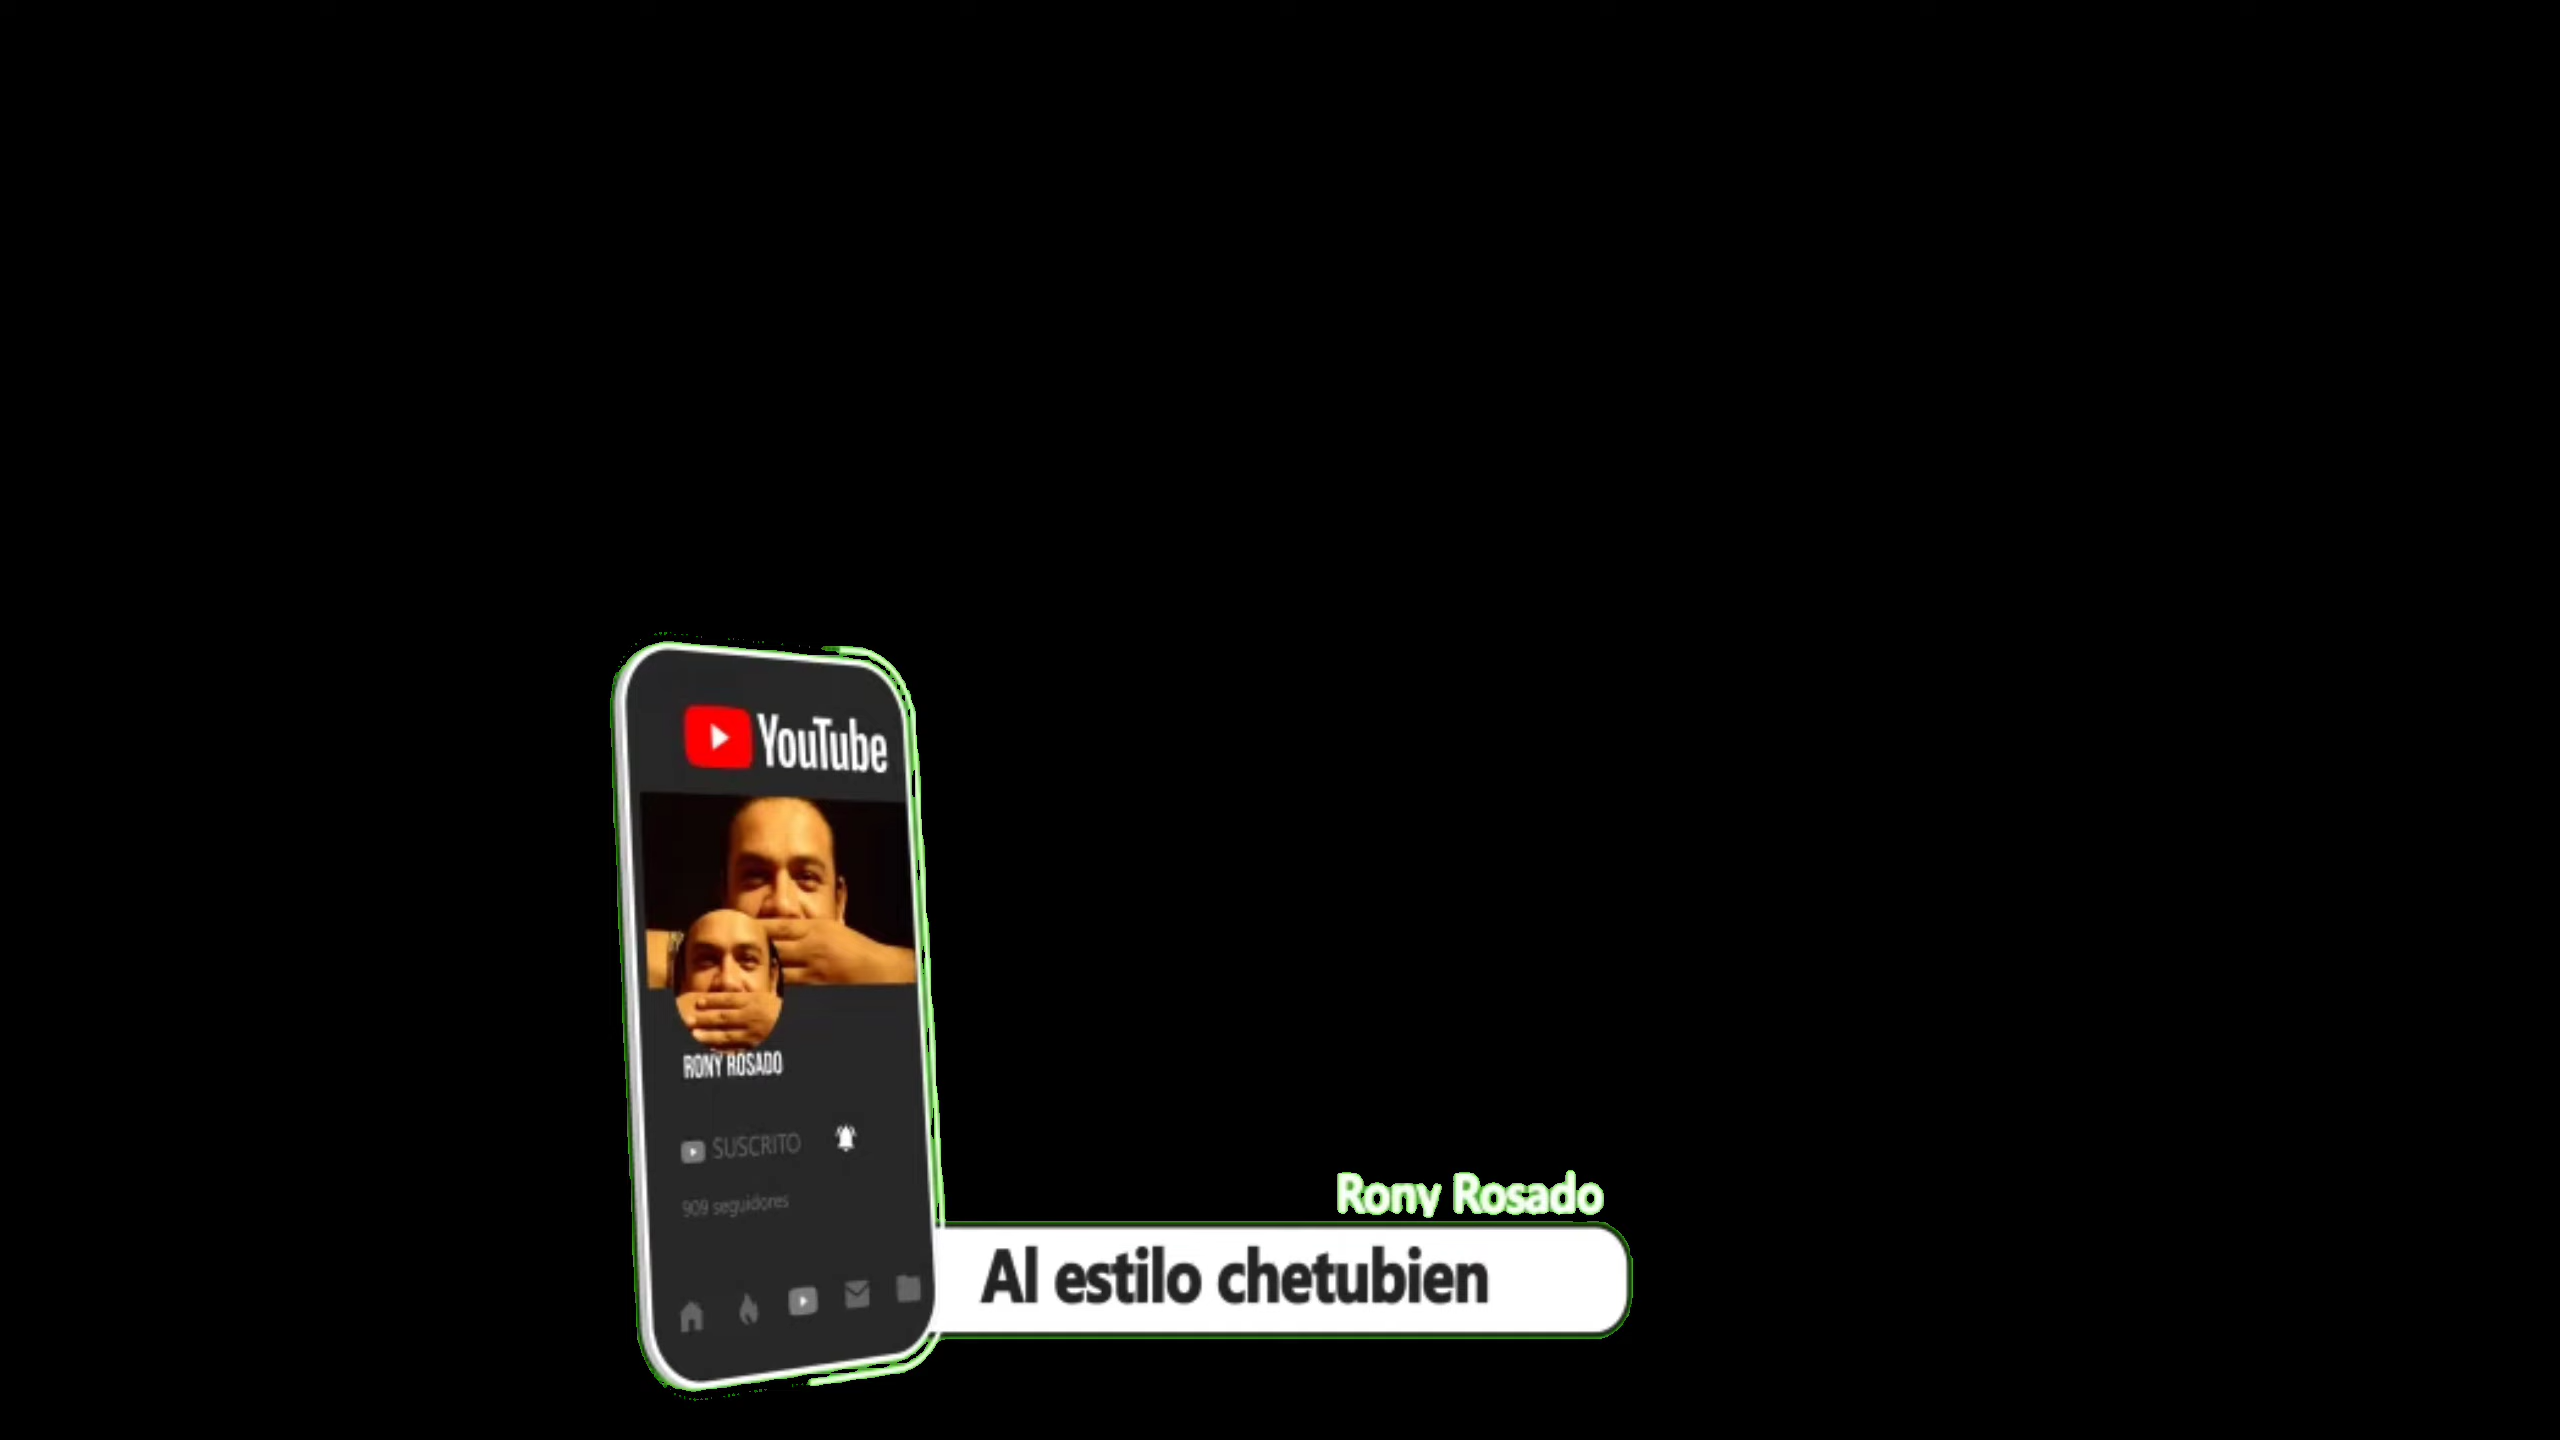 YouTube
RONY ROSADO
SUSCRITO
909 seguidores
Rony Rosado
Al estilo chetubien